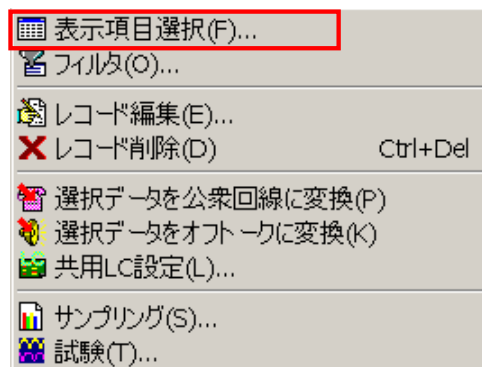 表示項目選択(F)...
フィルタ(O)...
レコード編集(E)...
レコード削除(D) Ctrl+Del
選択データを公衆回線に変換(P)
選択データをオフトークに変換(K)
共用LC設定(L)...
サンプリング(S)...
試験(T)...